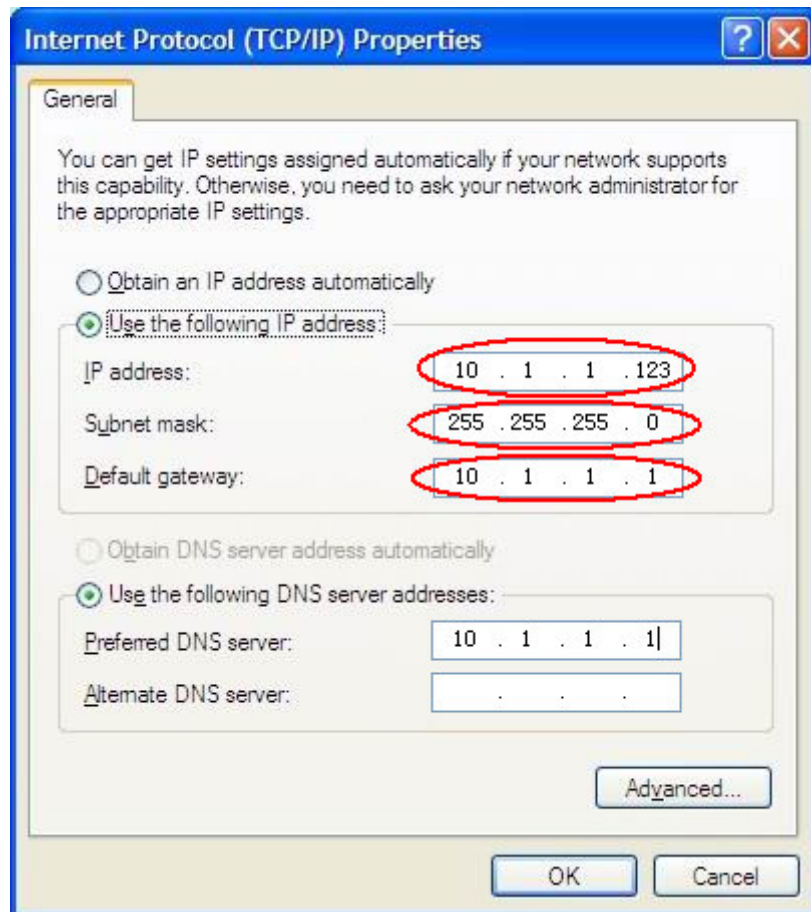 Internet Protocol (TCP/IP) Properties
General
You can get IP settings assigned automatically if your network supports
this capability. Otherwise, you need to ask your network administrator for
the appropriate IP settings.
Obtain an IP address automatically
Use the following IP address:
IP address: 10 . 1 . 1 .123
Subnet mask: 255 .255 .255 . 0
Default gateway: 10 . 1 . 1 . 1
Obtain DNS server address automatically
Use the following DNS server addresses:
Preferred DNS server: 10 . 1 . 1 . 1
Alternate DNS server: . . .
Advanced...
OK Cancel